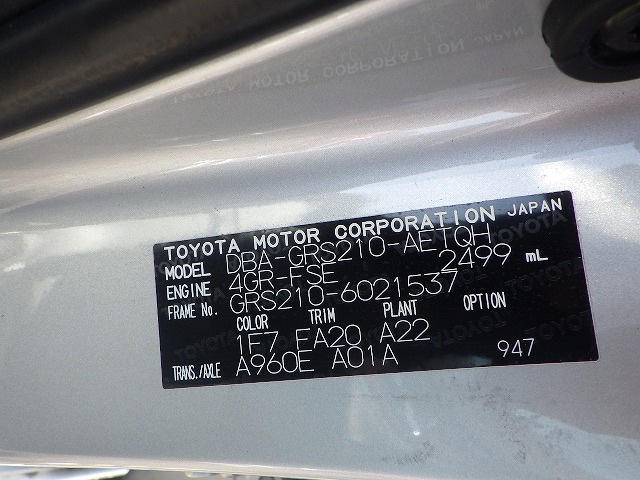 TOYOTA MOTOR CORPORATION JAPAN
MODEL DBA-GRS210-AETQH
ENGINE 4GR-FSE 2499 mL
FRAME No. GRS210-6021537
COLOR TRIM PLANT OPTION
1F7 FA20 A22
TRANS./AXLE A960E A01A 947